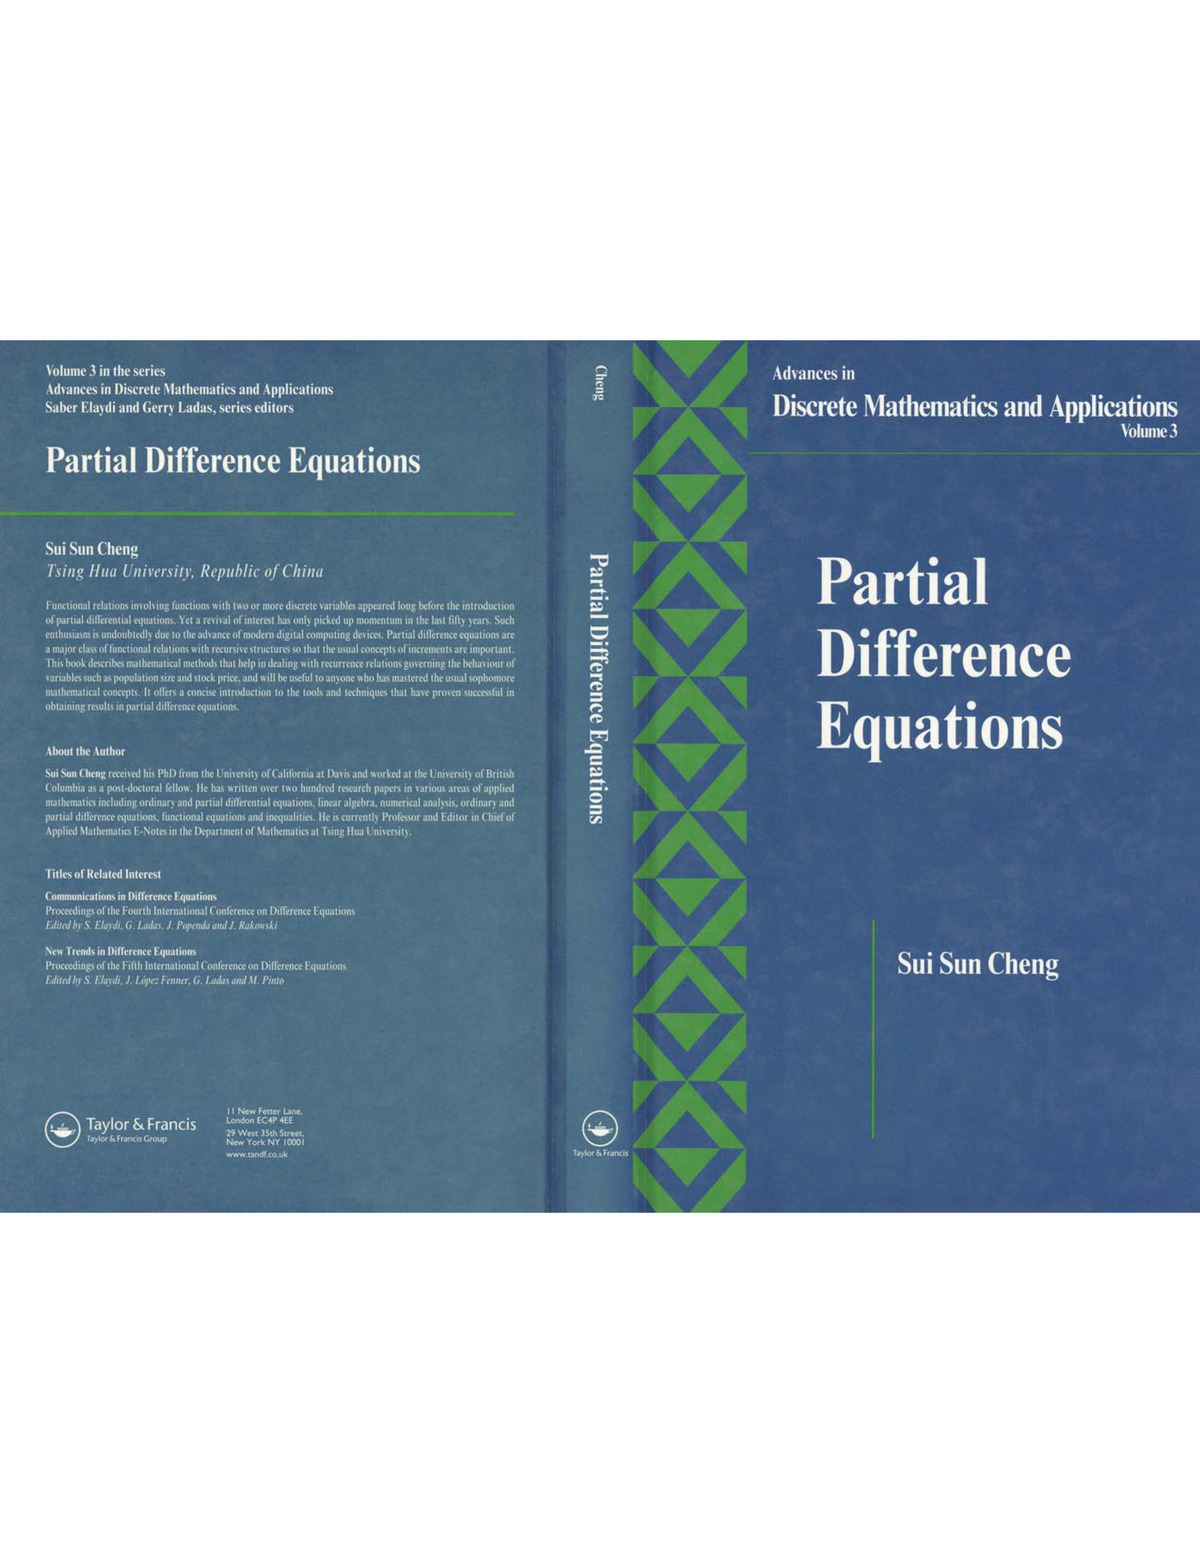 Volume 3 in the series
Advances in Discrete Mathematics and Applications
Saber Elaydi and Gerry Ladas, series editors
Partial Difference Equations
Sui Sun Cheng
Tsing Hua University, Republic of China
Functional relations involving functions with two or more discrete variables appeared long before the introduction
of partial differential equations. Yet a revival of interest has only picked up momentum in the last fifty years. Such
enthusiasm is undoubtedly due to the advance of modern digital computing devices. Partial difference equations are
a major class of functional relations with recursive structures so that the usual concepts of increments are important.
This book describes mathematical methods that help in dealing with recurrence relations governing the behaviour of
variables such as population size and stock price, and will be useful to anyone who has mastered the usual sophomore
mathematical concepts. It offers a concise introduction to the tools and techniques that have proven successful in
obtaining results in partial difference equations.
About the Author
Sui Sun Cheng received his PhD from the University of California at Davis and worked at the University of British
Columbia as a post-doctoral fellow. He has written over two hundred research papers in various areas of applied
mathematics including ordinary and partial differential equations, linear algebra, numerical analysis, ordinary and
partial difference equations, functional equations and inequalities. He is currently Professor and Editor in Chief of
Applied Mathematics E-Notes in the Department of Mathematics at Tsing Hua University.
Titles of Related Interest
Communications in Difference Equations
Proceedings of the Fourth International Conference on Difference Equations
Edited by S. Elaydi, G. Ladas, J. Popenda and J. Rakowski
New Trends in Difference Equations
Proceedings of the Fifth International Conference on Difference Equations
Edited by S. Elaydi, J. López Fenner, G. Ladas and M. Pinto
Taylor & Francis
Taylor & Francis Group
11 New Fetter Lane,
London EC4P 4EE
29 West 35th Street,
New York NY 10001
www.tandf.co.uk
Cheng
Partial Difference Equations
Taylor & Francis
Advances in
Discrete Mathematics and Applications
Volume 3
Partial
Difference
Equations
Sui Sun Cheng